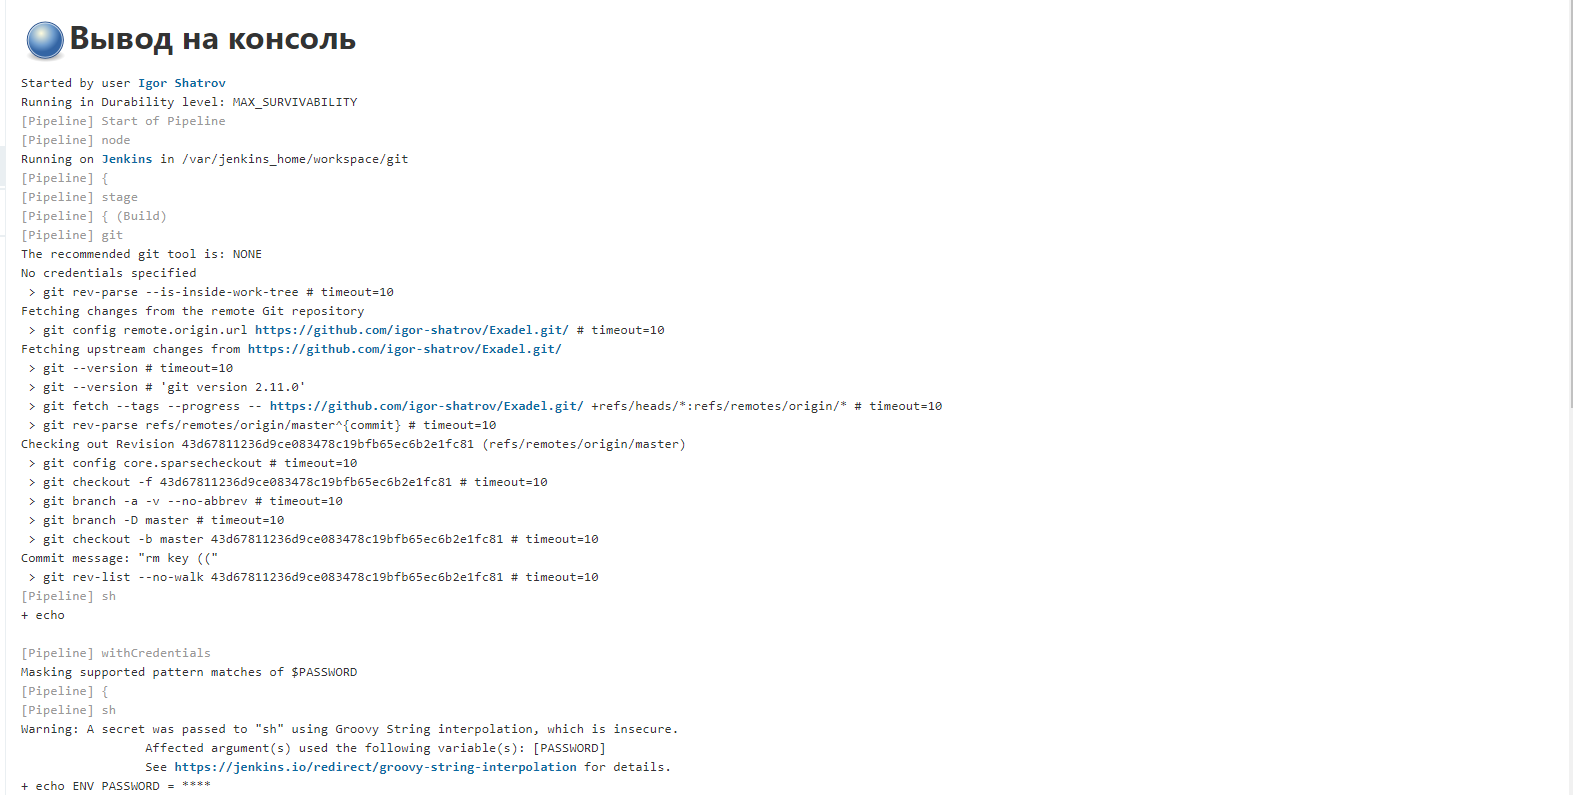 Вывод на консоль
Started by user Igor Shatrov
Running in Durability level: MAX_SURVIVABILITY
[Pipeline] Start of Pipeline
[Pipeline] node
Running on Jenkins in /var/jenkins_home/workspace/git
[Pipeline] {
[Pipeline] stage
[Pipeline] { (Build)
[Pipeline] git
The recommended git tool is: NONE
No credentials specified
 > git rev-parse --is-inside-work-tree # timeout=10
Fetching changes from the remote Git repository
 > git config remote.origin.url https://github.com/igor-shatrov/Exadel.git/ # timeout=10
Fetching upstream changes from https://github.com/igor-shatrov/Exadel.git/
 > git --version # timeout=10
 > git --version # 'git version 2.11.0'
 > git fetch --tags --progress -- https://github.com/igor-shatrov/Exadel.git/ +refs/heads/*:refs/remotes/origin/* # timeout=10
 > git rev-parse refs/remotes/origin/master^{commit} # timeout=10
Checking out Revision 43d67811236d9ce083478c19bfb65ec6b2e1fc81 (refs/remotes/origin/master)
 > git config core.sparsecheckout # timeout=10
 > git checkout -f 43d67811236d9ce083478c19bfb65ec6b2e1fc81 # timeout=10
 > git branch -a -v --no-abbrev # timeout=10
 > git branch -D master # timeout=10
 > git checkout -b master 43d67811236d9ce083478c19bfb65ec6b2e1fc81 # timeout=10
Commit message: "rm key (("
 > git rev-list --no-walk 43d67811236d9ce083478c19bfb65ec6b2e1fc81 # timeout=10
[Pipeline] sh
+ echo
[Pipeline] withCredentials
Masking supported pattern matches of $PASSWORD
[Pipeline] {
[Pipeline] sh
Warning: A secret was passed to "sh" using Groovy String interpolation, which is insecure.
Affected argument(s) used the following variable(s): [PASSWORD]
See https://jenkins.io/redirect/groovy-string-interpolation for details.
+ echo ENV PASSWORD = ****